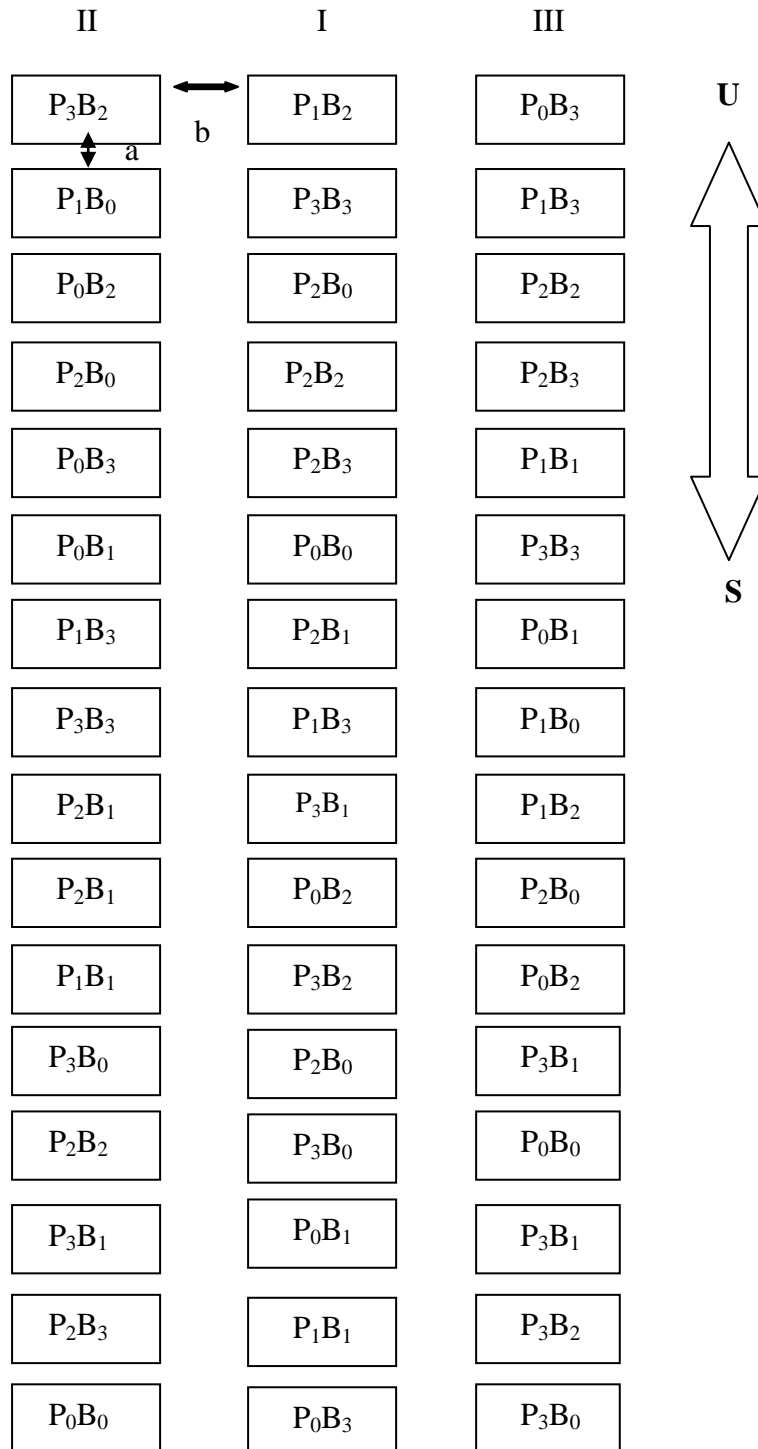 II I III
P₃B₂ P₁B₂ P₀B₃ U
b
a
P₁B₀ P₃B₃ P₁B₃
P₀B₂ P₂B₀ P₂B₂
P₂B₀ P₂B₂ P₂B₃
P₀B₃ P₂B₃ P₁B₁
P₀B₁ P₀B₀ P₃B₃
S
P₁B₃ P₂B₁ P₀B₁
P₃B₃ P₁B₃ P₁B₀
P₂B₁ P₃B₁ P₁B₂
P₂B₁ P₀B₂ P₂B₀
P₁B₁ P₃B₂ P₀B₂
P₃B₀ P₂B₀ P₃B₁
P₂B₂ P₃B₀ P₀B₀
P₃B₁ P₀B₁ P₃B₁
P₂B₃ P₁B₁ P₃B₂
P₀B₀ P₀B₃ P₃B₀